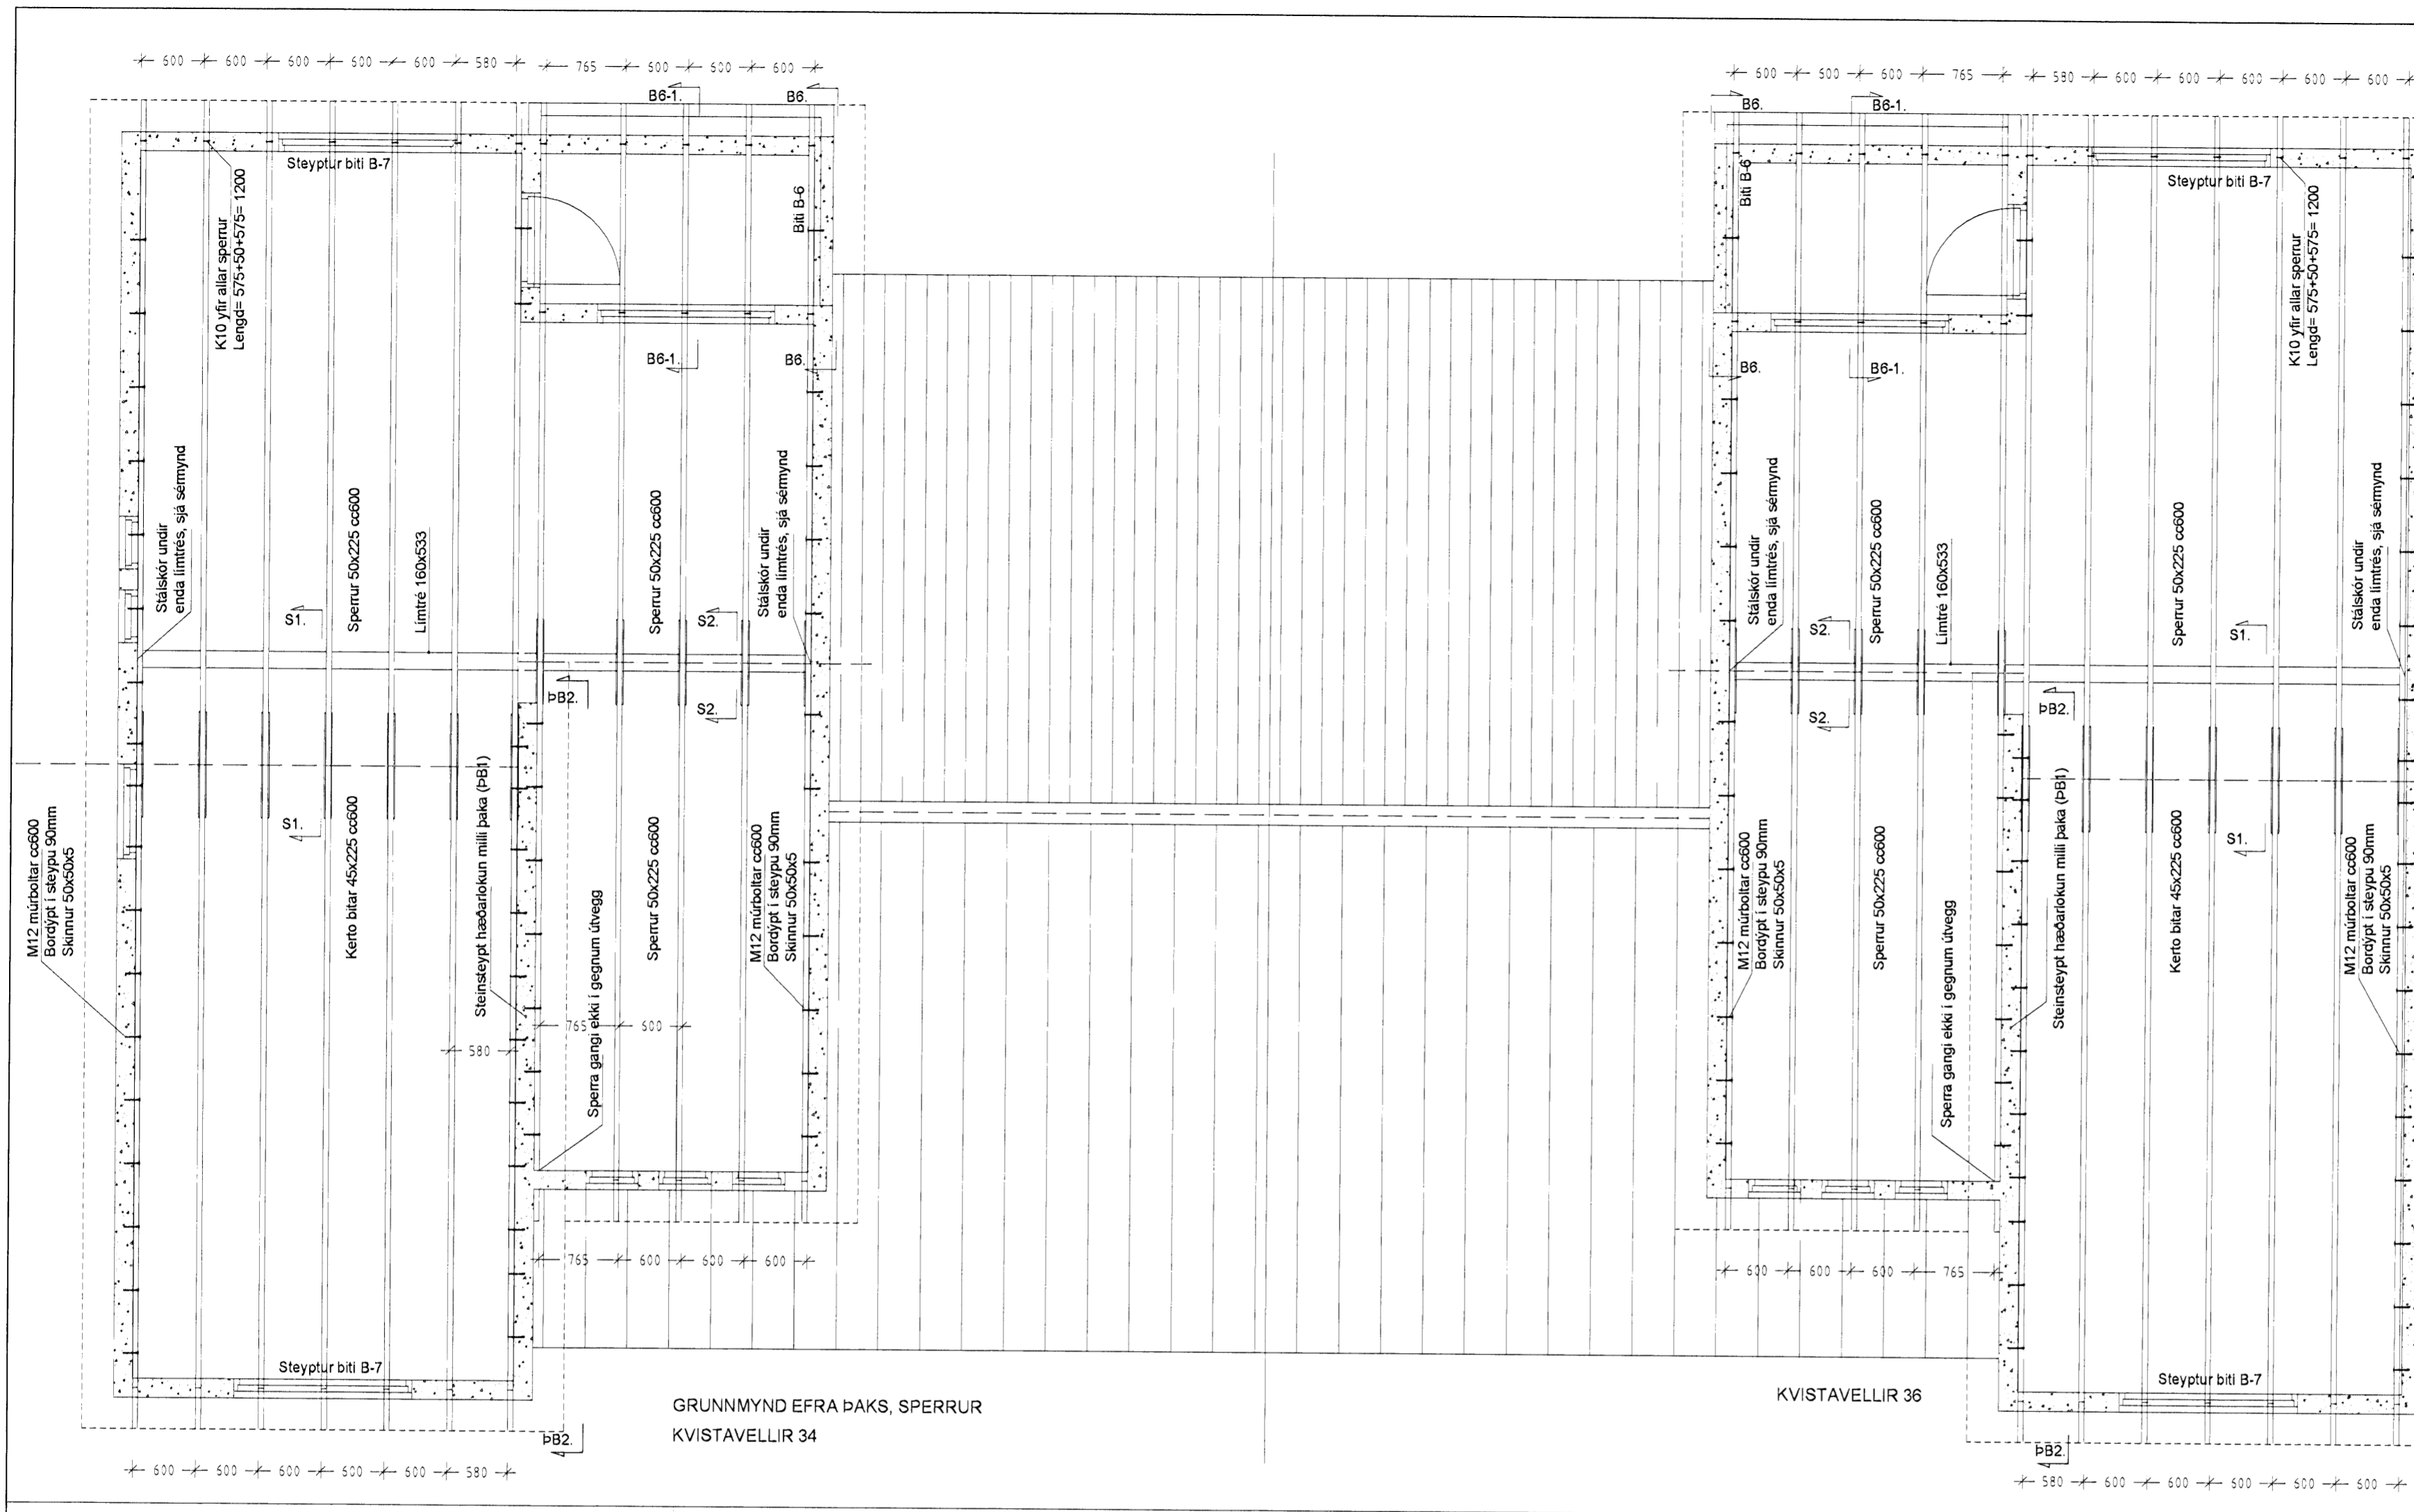 600 600 600 600 600 580 765 600 600 600
B6-1.
B6.
Steyptur biti B-7
K10 yfir allar sperrur
Lengd= 575+50+575= 1200
Biti B-6
B6-1.
B6.
Stálskór undir
enda límtrés, sjá sérmynd
Sperrur 50x225 cc600
Límtré 160x533
Sperrur 50x225 cc600
Stálskór undir
enda límtrés, sjá sérmynd
S1.
S2.
ÞB2.
S2.
S1.
M12 múrboltar cc600
Bordýpt í steypu 90mm
Skinnur 50x50x5
Kerto bitar 45x225 cc600
Steinsteypt hæðarlokun milli þaka (ÞB1)
Sperra gangi ekki í gegnum útvegg
Sperrur 50x225 cc600
M12 múrboltar cc600
Bordýpt í steypu 90mm
Skinnur 50x50x5
765 600
580
765 600 600 600
Steyptur biti B-7
ÞB2.
600 600 600 600 600 580
GRUNNMYND EFRA ÞAKS, SPERRUR
KVISTAVELLIR 34
600 600 600 765 580 600 600 600 600 600
B6.
B6-1.
Biti B-6
Steyptur biti B-7
K10 yfir allar sperrur
Lengd= 575+50+575= 1200
B6.
B6-1.
Stálskór undir
enda límtrés, sjá sérmynd
Sperrur 50x225 cc600
Límtré 160x533
Sperrur 50x225 cc600
Stálskór undir
enda límtrés, sjá sérmynd
S2.
S1.
ÞB2.
S2.
S1.
M12 múrboltar cc600
Bordýpt í steypu 90mm
Skinnur 50x50x5
Sperrur 50x225 cc600
Sperra gangi ekki í gegnum útvegg
Steinsteypt hæðarlokun milli þaka (ÞB1)
Kerto bitar 45x225 cc600
M12 múrboltar cc600
Bordýpt í steypu 90mm
Skinnur 50x50x5
600 600 600 765
KVISTAVELLIR 36
Steyptur biti B-7
ÞB2.
580 600 600 600 600 600